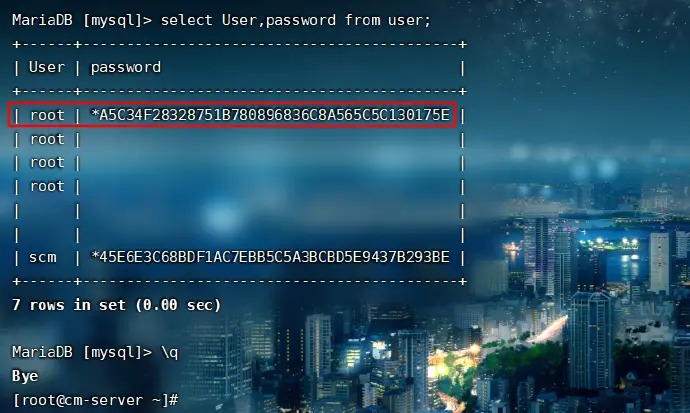 MariaDB [mysql]> select User,password from user;
+------+-------------------------------------------+
| User | password                                  |
+------+-------------------------------------------+
| root | *A5C34F28328751B780896836C8A565C5C130175E |
| root |                                           |
| root |                                           |
| root |                                           |
|      |                                           |
|      |                                           |
| scm  | *45E6E3C68BDF1AC7EBB5C5A3BCBD5E9437B293BE |
+------+-------------------------------------------+
7 rows in set (0.00 sec)
MariaDB [mysql]> \q
Bye
[root@cm-server ~]#